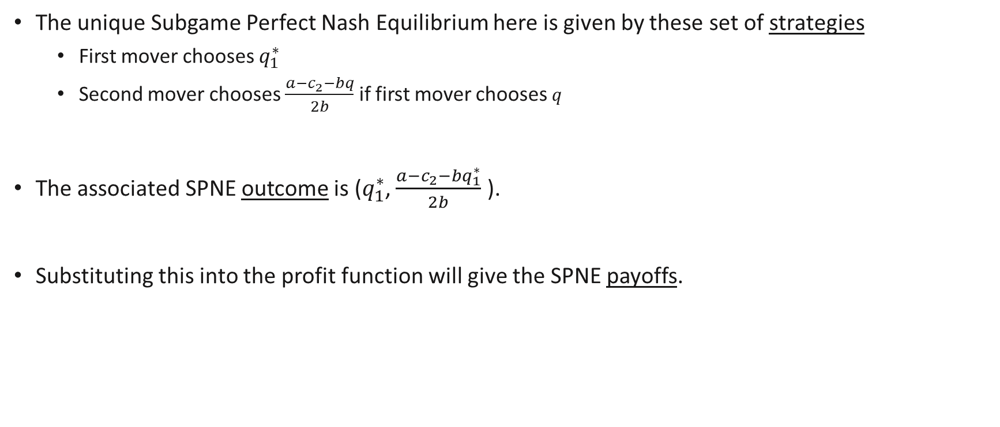 • The unique Subgame Perfect Nash Equilibrium here is given by these set of strategies
• First mover chooses $q_1^*$
• Second mover chooses $\frac{a-c_2-bq}{2b}$ if first mover chooses $q$
• The associated SPNE outcome is ($q_1^*$, $\frac{a-c_2-bq_1^*}{2b}$ ).
• Substituting this into the profit function will give the SPNE payoffs.